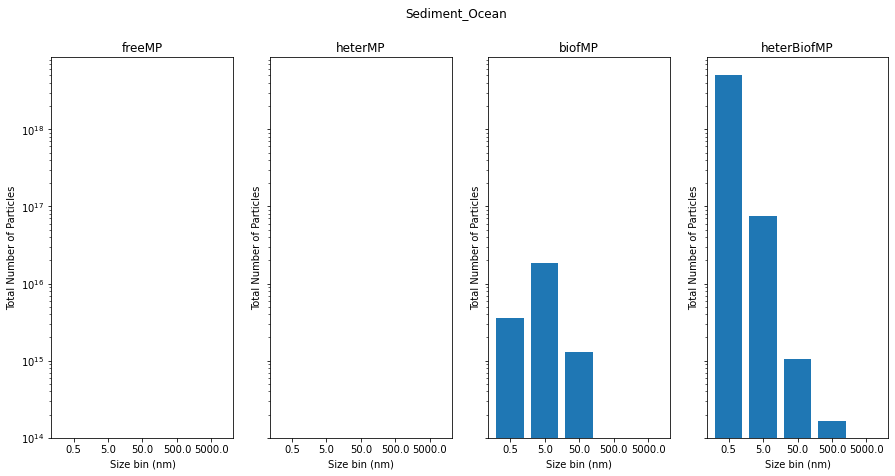 Sediment_Ocean
freeMP
heterMP
biofMP
heterBiofMP
Total Number of Particles
10^18
10^17
10^16
10^15
10^14
0.5 5.0 50.0 500.0 5000.0
Size bin (nm)
Total Number of Particles
0.5 5.0 50.0 500.0 5000.0
Size bin (nm)
Total Number of Particles
0.5 5.0 50.0 500.0 5000.0
Size bin (nm)
Total Number of Particles
0.5 5.0 50.0 500.0 5000.0
Size bin (nm)